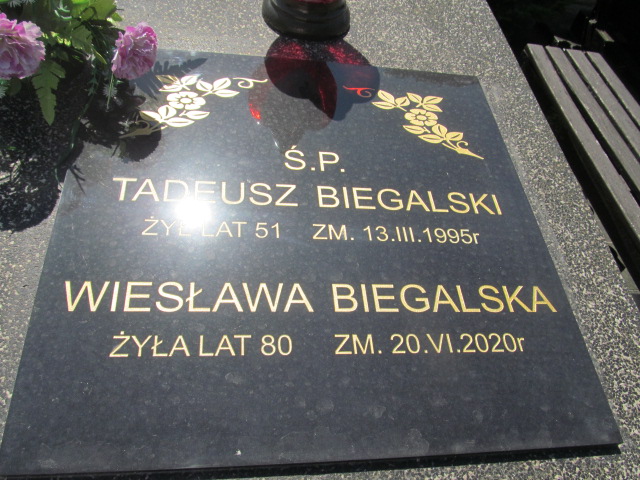 Ś.P.
TADEUSZ BIEGALSKI
ŻYŁ LAT 51 ZM. 13.III.1995r
WIESŁAWA BIEGALSKA
ŻYŁA LAT 80 ZM. 20.VI.2020r